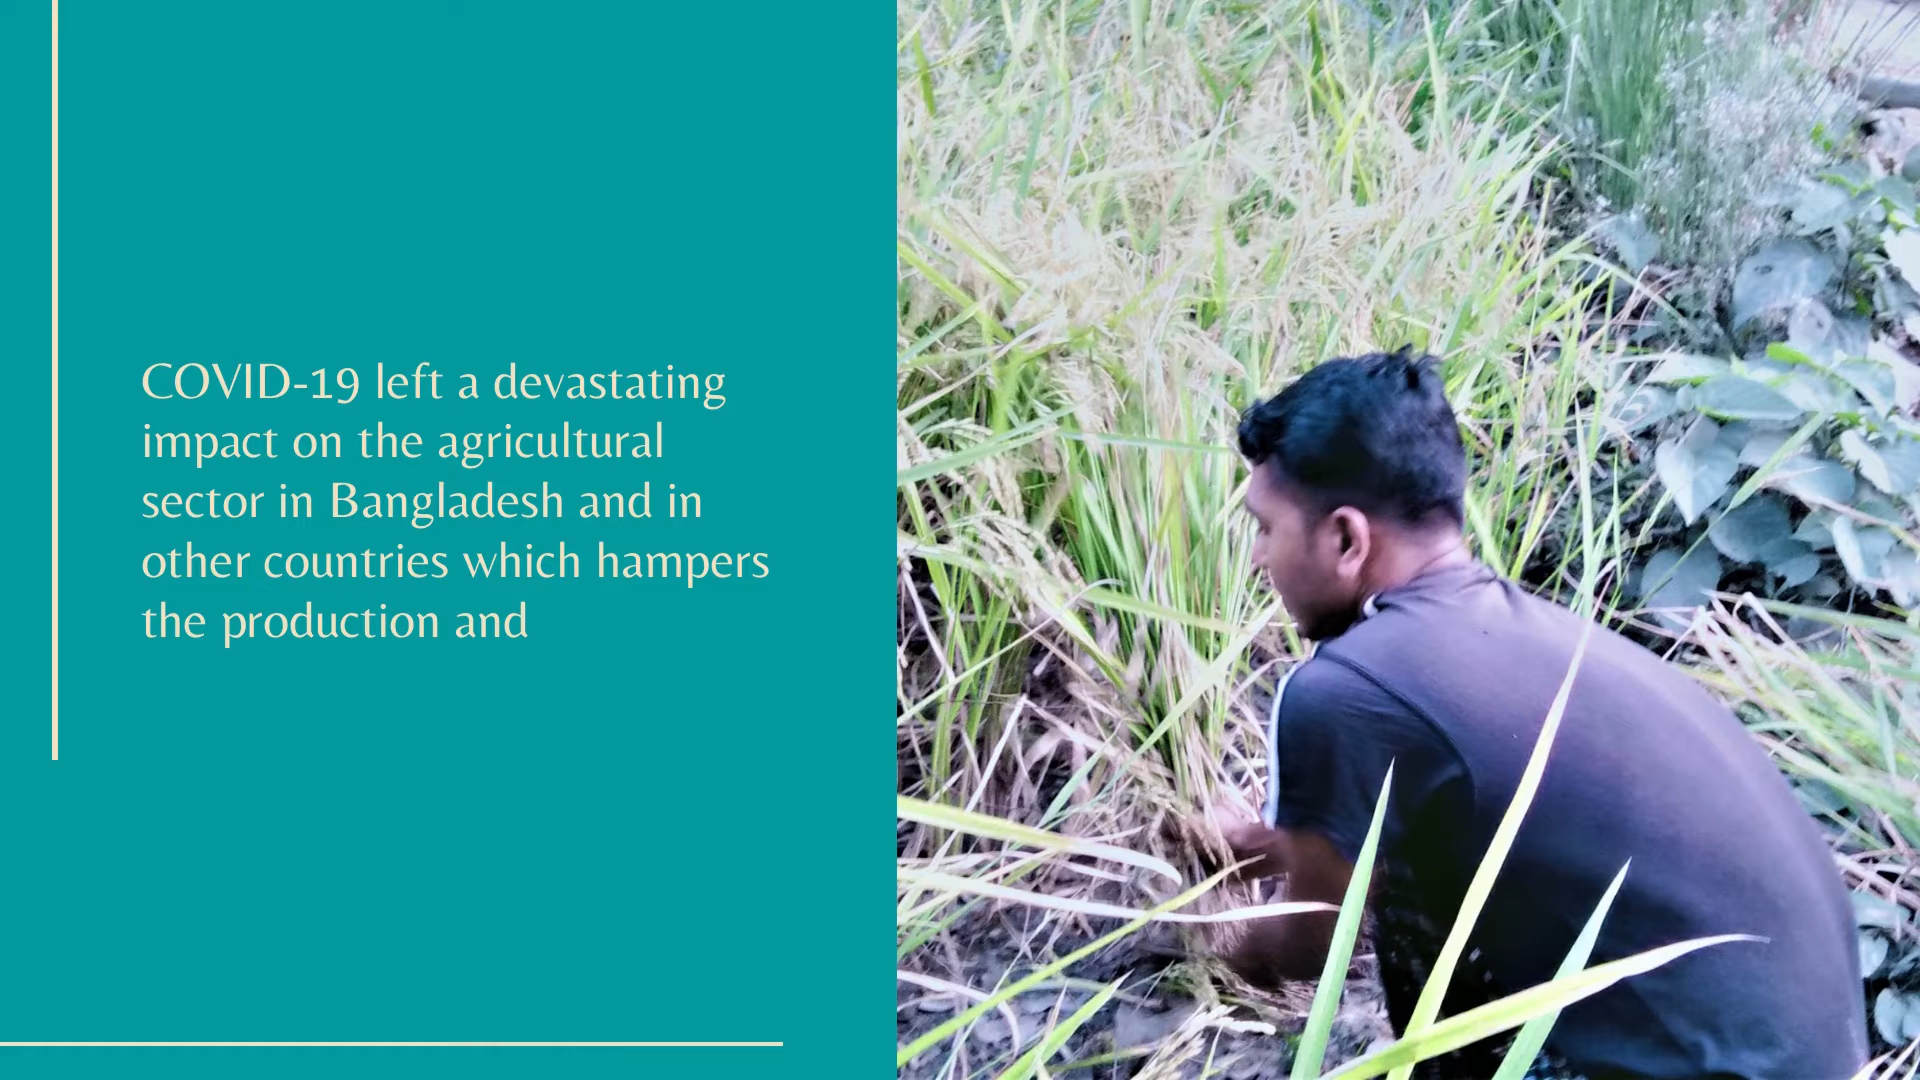 COVID-19 left a devastating
impact on the agricultural
sector in Bangladesh and in
other countries which hampers
the production and